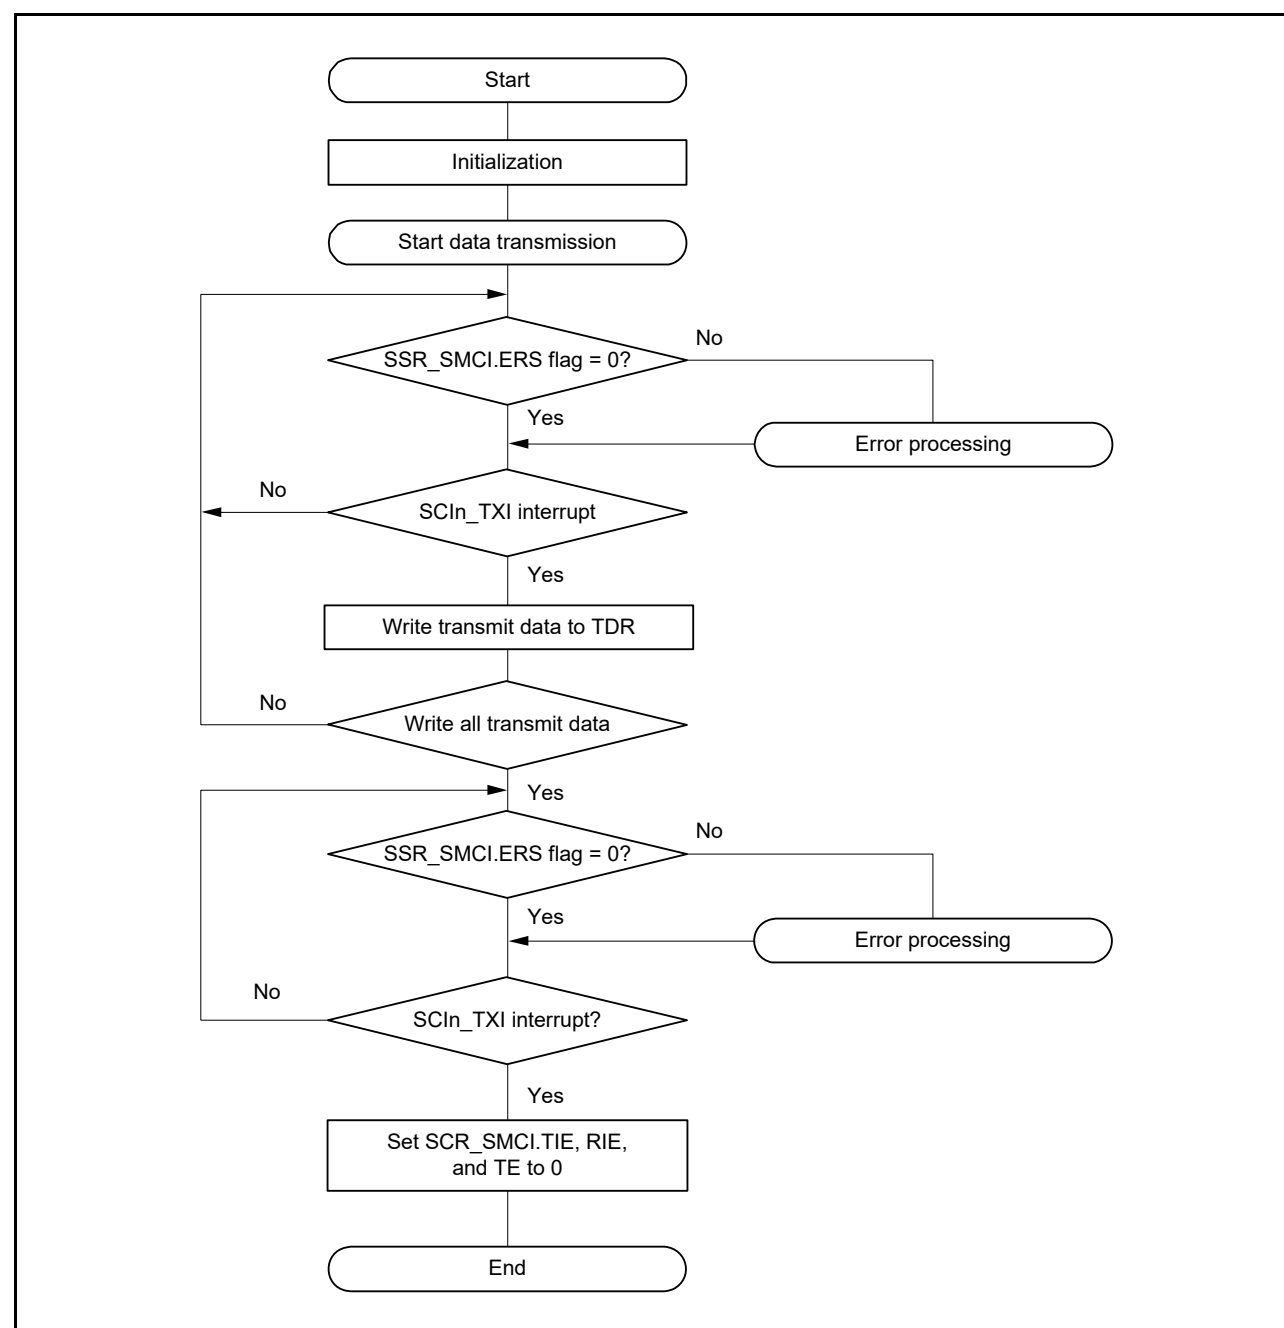 Start
Initialization
Start data transmission
No
SSR_SMCI.ERS flag = 0?
Yes
Error processing
No
SCIn_TXI interrupt
Yes
Write transmit data to TDR
No
Write all transmit data
Yes
No
SSR_SMCI.ERS flag = 0?
Yes
Error processing
No
SCIn_TXI interrupt?
Yes
Set SCR_SMCI.TIE, RIE,
and TE to 0
End